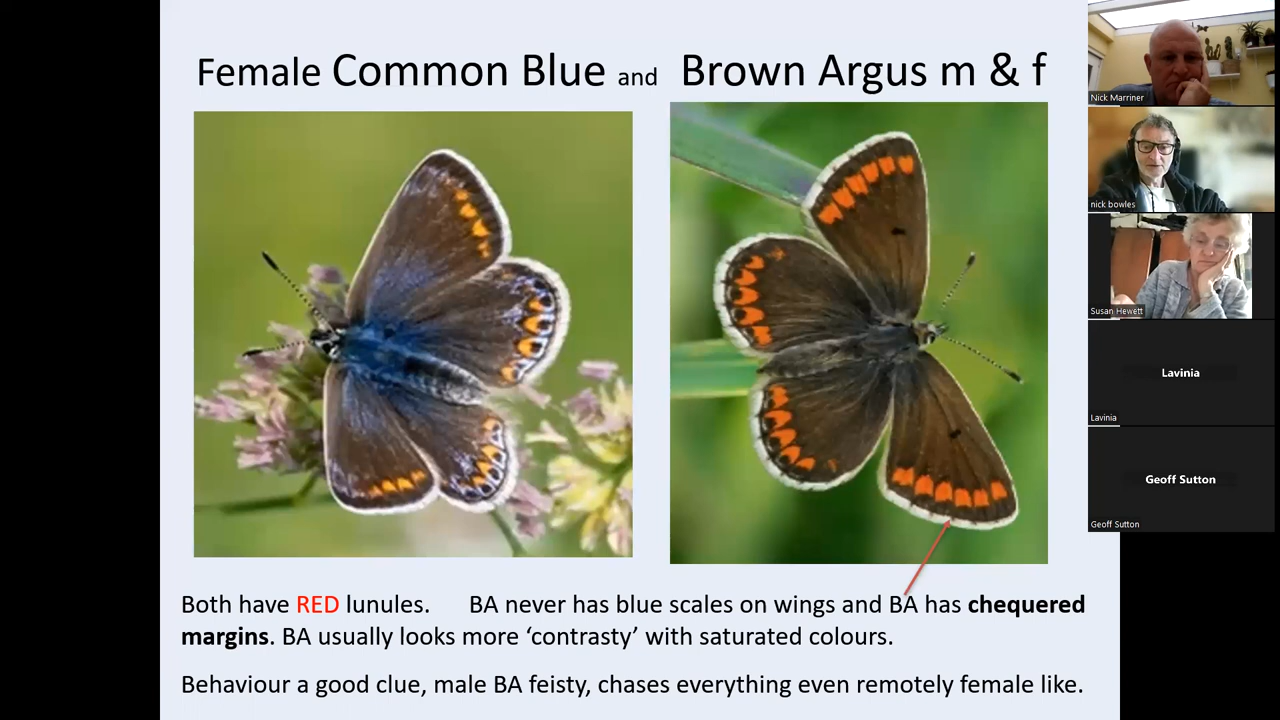 Female Common Blue and Brown Argus m & f
Both have RED lunules. BA never has blue scales on wings and BA has chequered
margins. BA usually looks more ‘contrasty’ with saturated colours.
Behaviour a good clue, male BA feisty, chases everything even remotely female like.
Nick Marriner
nick bowles
Susan Hewett
Lavinia
Lavinia
Geoff Sutton
Geoff Sutton